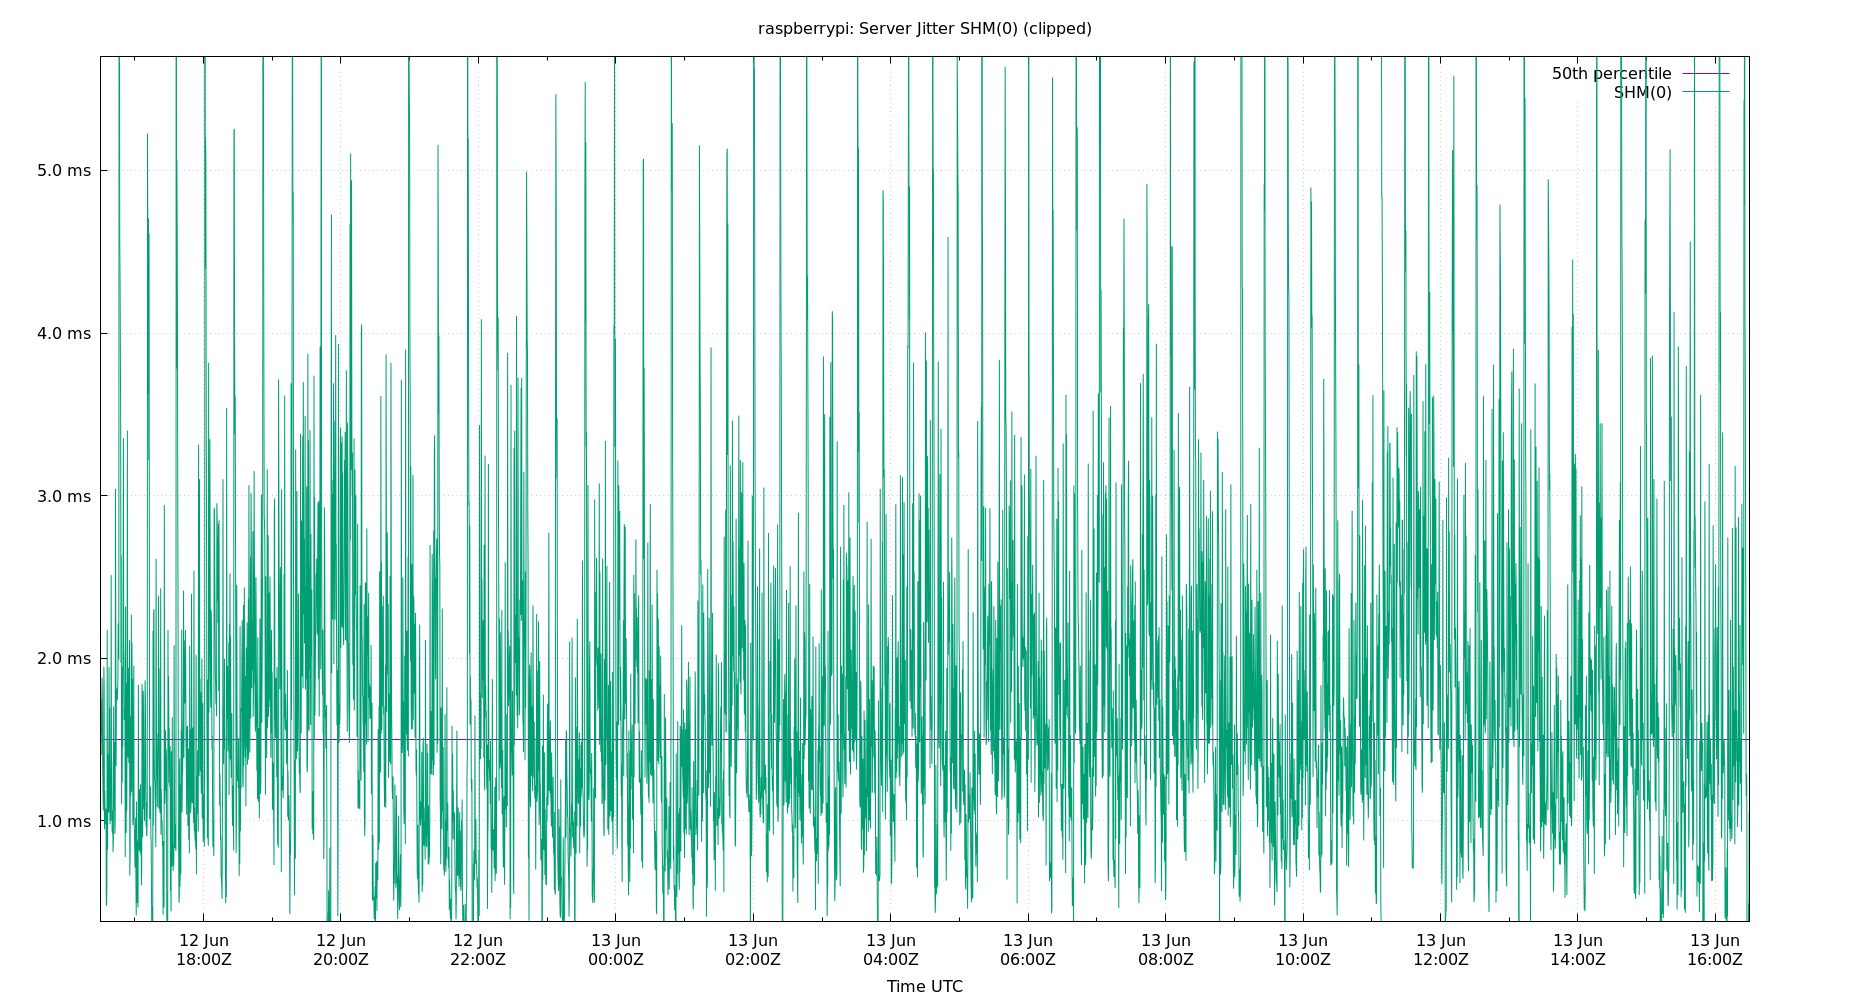 raspberrypi: Server Jitter SHM(0) (clipped)
50th percentile
SHM(0)
5.0 ms
4.0 ms
3.0 ms
2.0 ms
1.0 ms
12 Jun 12 Jun 12 Jun 13 Jun 13 Jun 13 Jun 13 Jun 13 Jun 13 Jun 13 Jun 13 Jun 13 Jun
18:00Z 20:00Z 22:00Z 00:00Z 02:00Z 04:00Z 06:00Z 08:00Z 10:00Z 12:00Z 14:00Z 16:00Z
Time UTC